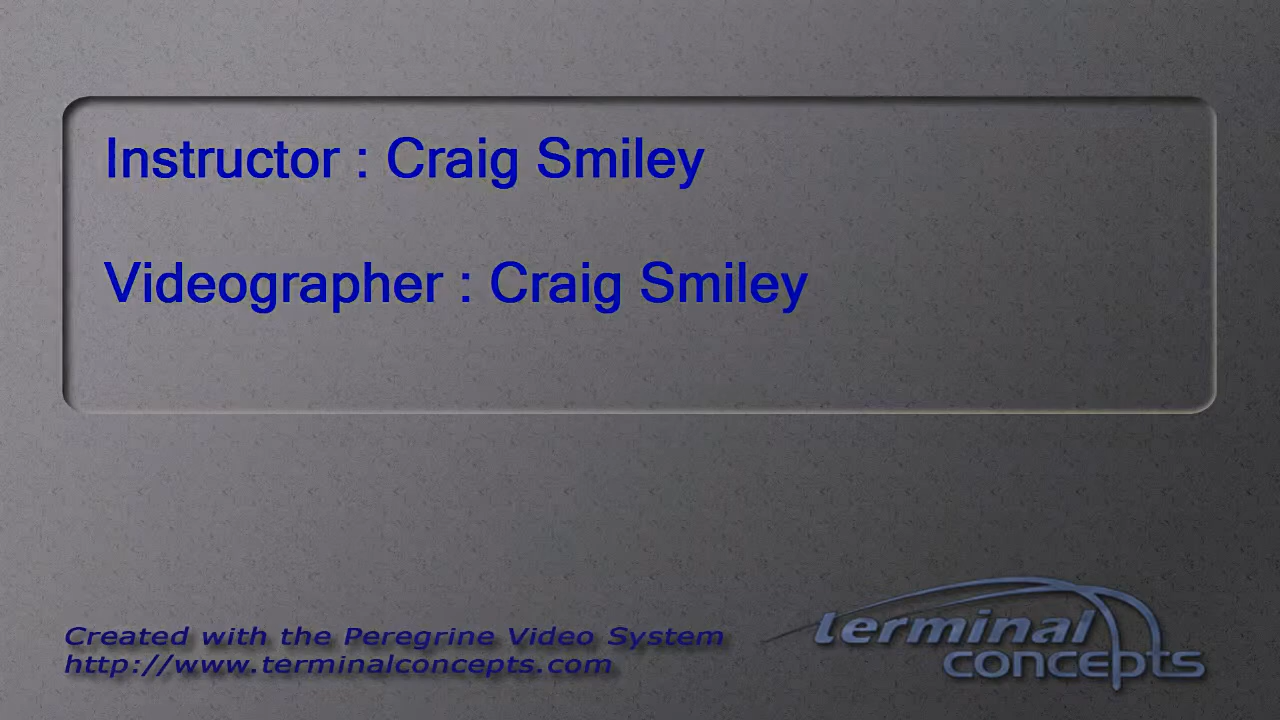 Instructor : Craig Smiley
Videographer : Craig Smiley
Created with the Peregrine Video System
http://www.terminalconcepts.com
terminal
concepts